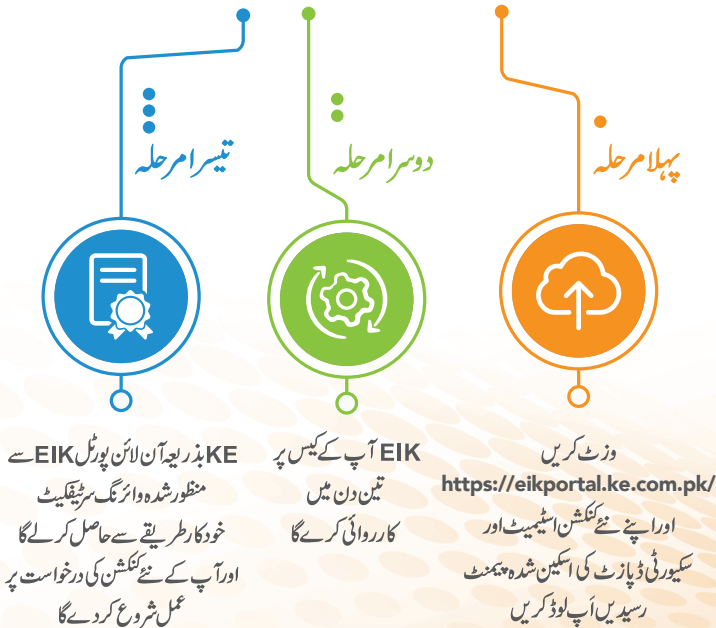 پہلا مرحلہ
وزٹ کریں
https://eikportal.ke.com.pk/
اور اپنے نئے کنکشن اسٹیمیٹ اور
سکیورٹی ڈپازٹ کی اسکین شدہ پیمنٹ
رسیدیں اَپ لوڈ کریں
دوسرا مرحلہ
EIK آپ کے کیس پر
تین دن میں
کارروائی کرے گا
تیسرا مرحلہ
KE بذریعہ آن لائن پورٹل EIK سے
منظور شدہ وائرنگ سرٹیفکیٹ
خودکار طریقے سے حاصل کرلے گا
اور آپ کے نئے کنکشن کی درخواست پر
عمل شروع کردے گا